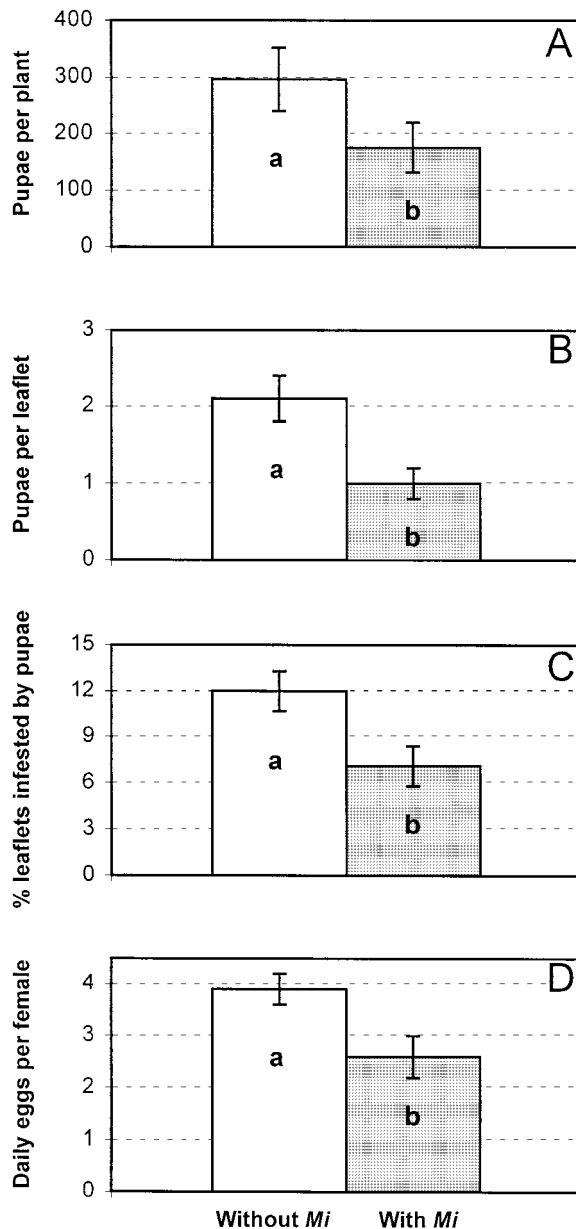 A
Pupae per plant
400
300
200
100
0
a
b
B
Pupae per leaflet
3
2
1
0
a
b
C
% leaflets infested by pupae
15
12
9
6
3
0
a
b
D
Daily eggs per female
4
3
2
1
0
a
b
Without Mi
With Mi